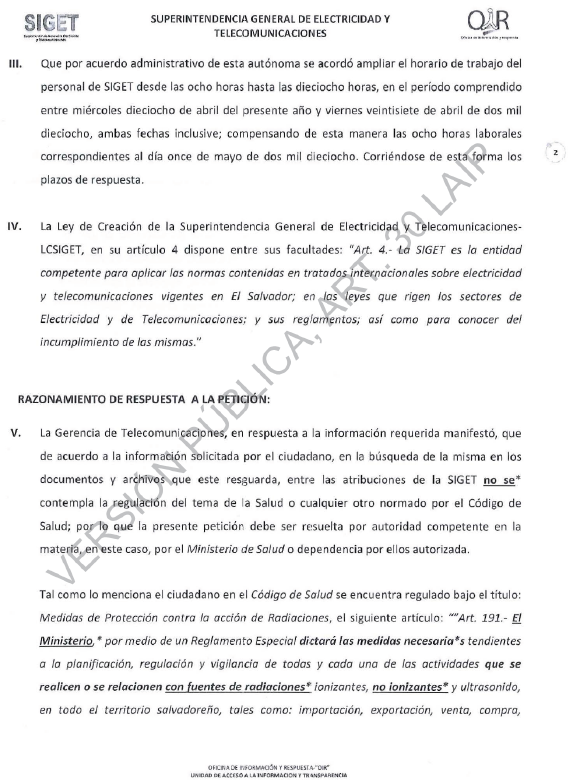 SIGET
SUPERINTENDENCIA GENERAL DE ELECTRICIDAD Y
TELECOMUNICACIONES
OIR
III. Que por acuerdo administrativo de esta autónoma se acordó ampliar el horario de trabajo del
personal de SIGET desde las ocho horas hasta las dieciocho horas, en el período comprendido
entre miércoles dieciocho de abril del presente año y viernes veintisiete de abril de dos mil
dieciocho, ambas fechas inclusive; compensando de esta manera las ocho horas laborales
correspondientes al día once de mayo de dos mil dieciocho. Corriéndose de esta forma los
plazos de respuesta.
2
IV. La Ley de Creación de la Superintendencia General de Electricidad y Telecomunicaciones-
LCSIGET, en su artículo 4 dispone entre sus facultades: "Art. 4.- La SIGET es la entidad
competente para aplicar las normas contenidas en tratados internacionales sobre electricidad
y telecomunicaciones vigentes en El Salvador; en las leyes que rigen los sectores de
Electricidad y de Telecomunicaciones; y sus reglamentos; así como para conocer del
incumplimiento de las mismas."
RAZONAMIENTO DE RESPUESTA A LA PETICIÓN:
V. La Gerencia de Telecomunicaciones, en respuesta a la información requerida manifestó, que
de acuerdo a la información solicitada por el ciudadano, en la búsqueda de la misma en los
documentos y archivos que este resguarda, entre las atribuciones de la SIGET no se*
contempla la regulación del tema de la Salud o cualquier otro normado por el Código de
Salud; por lo que la presente petición debe ser resuelta por autoridad competente en la
materia, en este caso, por el Ministerio de Salud o dependencia por ellos autorizada.
Tal como lo menciona el ciudadano en el Código de Salud se encuentra regulado bajo el título:
Medidas de Protección contra la acción de Radiaciones, el siguiente artículo: ""Art. 191.- El
Ministerio,* por medio de un Reglamento Especial dictará las medidas necesaria*s tendientes
a la planificación, regulación y vigilancia de todas y cada una de las actividades que se
realicen o se relacionen con fuentes de radiaciones* ionizantes, no ionizantes* y ultrasonido,
en todo el territorio salvadoreño, tales como: importación, exportación, venta, compra,
VERSIÓN PÚBLICA, ART. 30 LAIP
OFICINA DE INFORMACIÓN Y RESPUESTA-"OIR"
UNIDAD DE ACCESO A LA INFORMACION Y TRANSPARENCIA